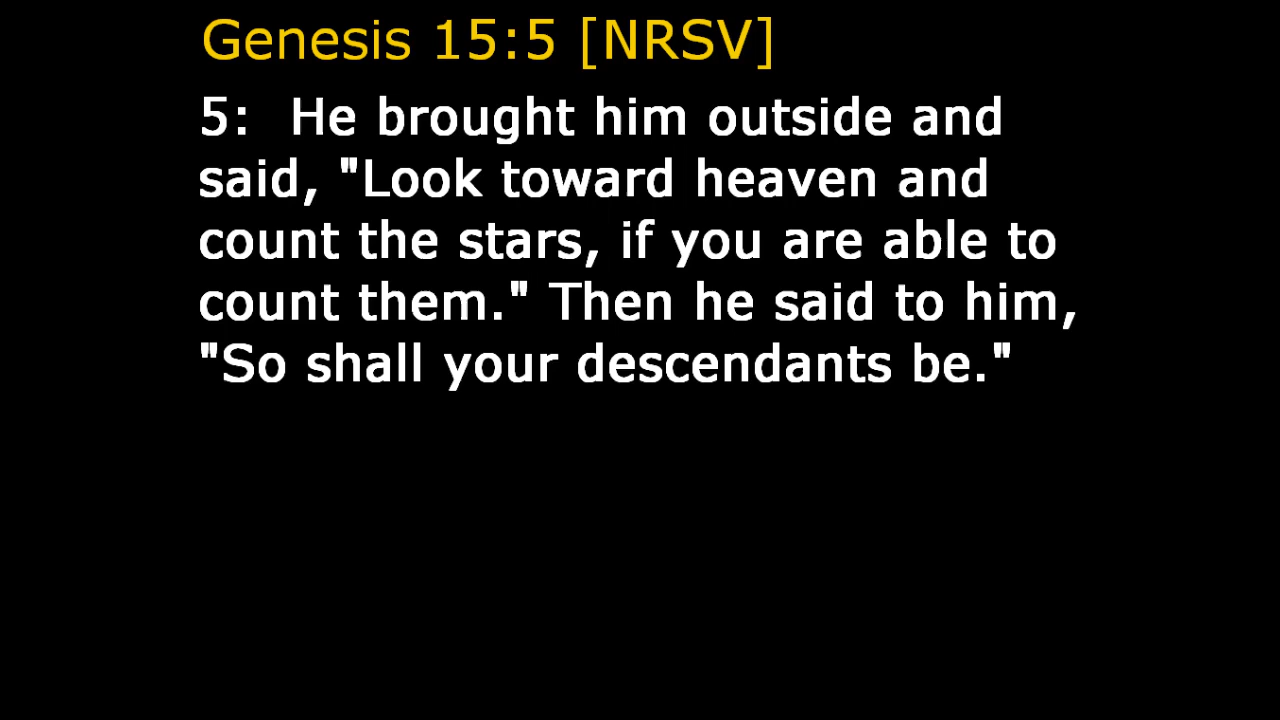 Genesis 15:5 [NRSV]
5: He brought him outside and
said, "Look toward heaven and
count the stars, if you are able to
count them." Then he said to him,
"So shall your descendants be."